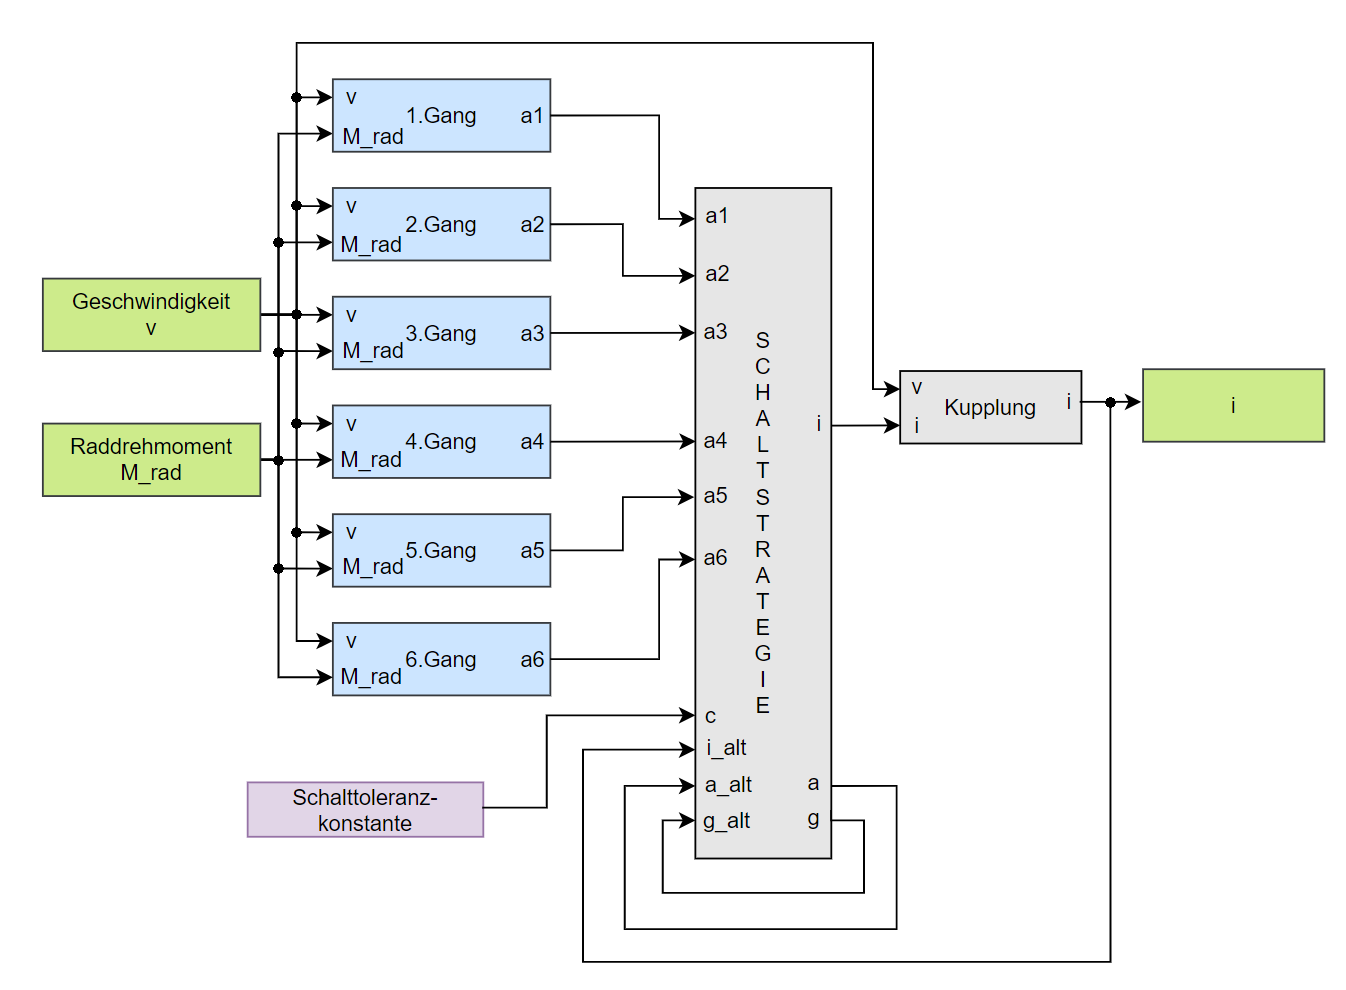 v
1.Gang
a1
M_rad
v
2.Gang
a2
M_rad
Geschwindigkeit
v
v
3.Gang
a3
M_rad
Raddrehmoment
M_rad
v
4.Gang
a4
M_rad
v
5.Gang
a5
M_rad
v
6.Gang
a6
M_rad
Schalttoleranz-
konstante
a1
a2
a3
a4
a5
a6
c
i_alt
a_alt
g_alt
S
C
H
A
L
T
S
T
R
A
T
E
G
I
E
i
a
g
v
i
Kupplung
i
i